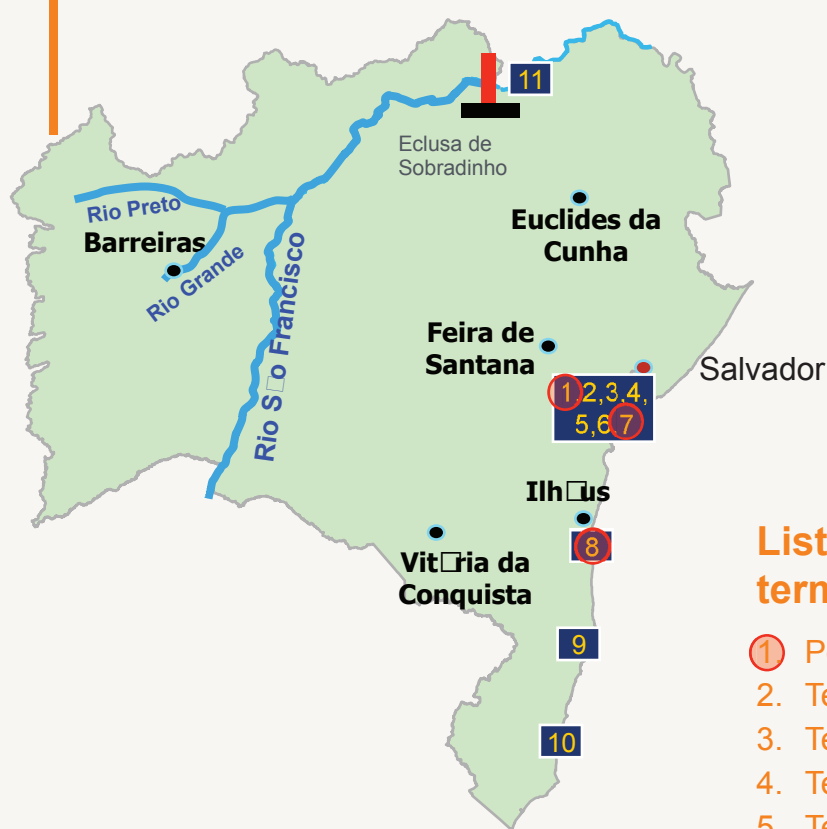 11
Eclusa de
Sobradinho
Rio Preto
Barreiras
Rio Grande
Rio S□o Francisco
Euclides da
Cunha
Feira de
Santana
Salvador
1,2,3,4,
5,6,7
Ilh□us
8
Vit□ria da
Conquista
9
10
List
1. P
2. Te
3. Te
4. Te